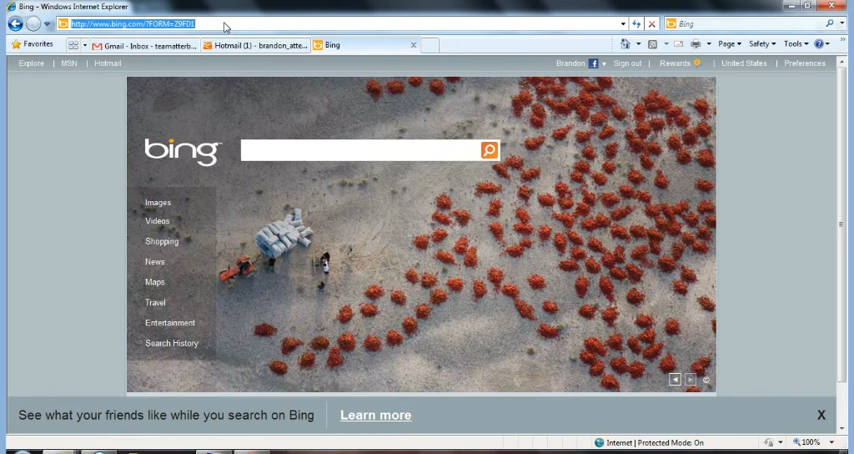 Bing - Windows Internet Explorer
http://www.bing.com/?FORM=Z9FD1
Bing
Favorites
Gmail - Inbox - teamatterb...
Hotmail (1) - brandon_atte...
Bing
Page
Safety
Tools
Explore
MSN
Hotmail
Brandon
Sign out
Rewards
United States
Preferences
bing
Images
Videos
Shopping
News
Maps
Travel
Entertainment
Search History
See what your friends like while you search on Bing
Learn more
X
Internet | Protected Mode: On
100%